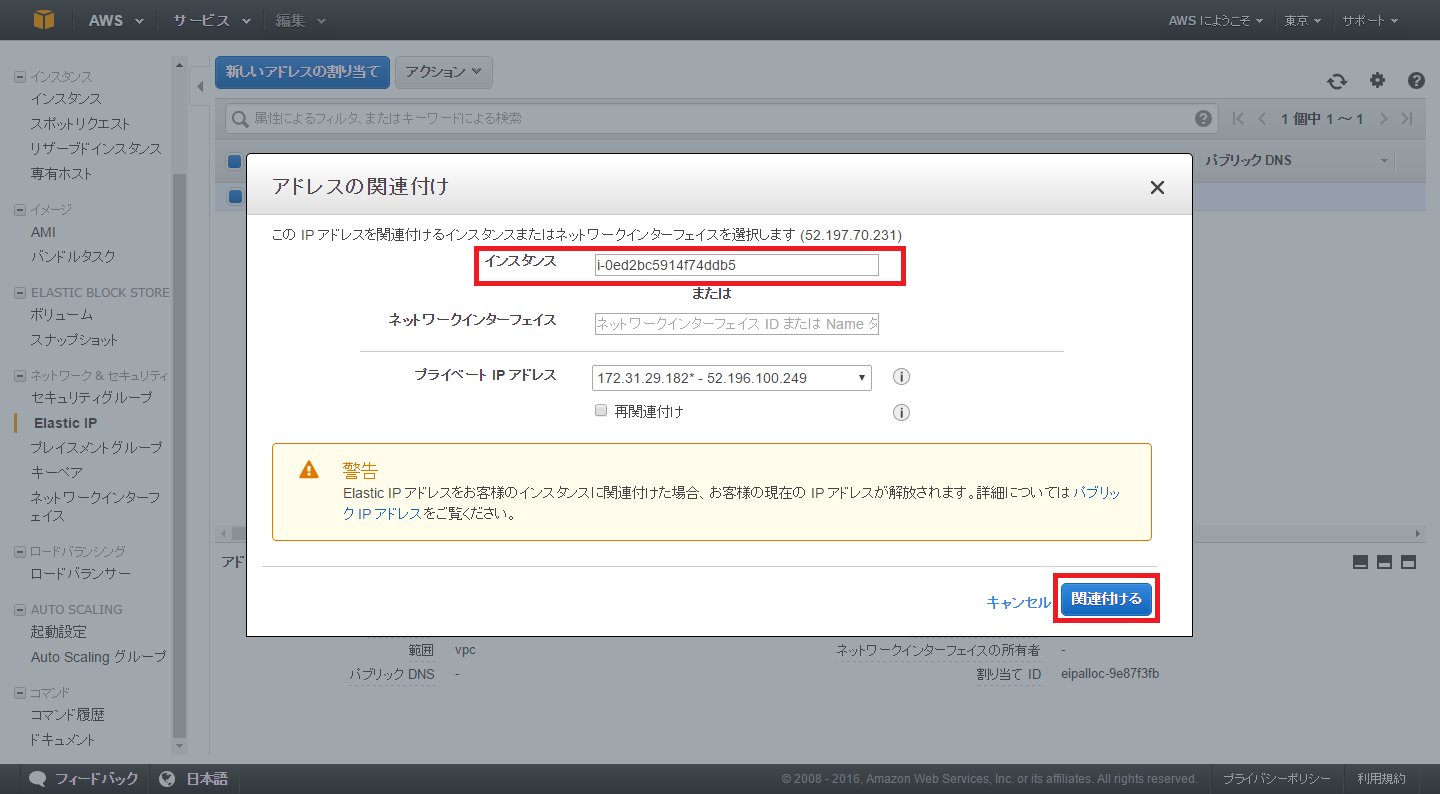 AWS サービス 編集 AWS にようこそ 東京 サポート
インスタンス
インスタンス
スポットリクエスト
リザーブドインスタンス
専有ホスト
イメージ
AMI
バンドルタスク
ELASTIC BLOCK STORE
ボリューム
スナップショット
ネットワーク & セキュリティ
セキュリティグループ
Elastic IP
プレイスメントグループ
キーペア
ネットワークインターフ
ェイス
ロードバランシング
ロードバランサー
AUTO SCALING
起動設定
Auto Scaling グループ
コマンド
コマンド履歴
ドキュメント
新しいアドレスの割り当て アクション
属性によるフィルタ、またはキーワードによる検索 1 個中 1 ～ 1
パブリック DNS
アドレスの関連付け
この IP アドレスを関連付けるインスタンスまたはネットワークインターフェイスを選択します (52.197.70.231)
インスタンス i-0ed2bc5914f74ddb5
または
ネットワークインターフェイス ネットワークインターフェイス ID または Name タ
プライベート IP アドレス 172.31.29.182* - 52.196.100.249
再関連付け
警告
Elastic IP アドレスをお客様のインスタンスに関連付けた場合、お客様の現在の IP アドレスが解放されます。詳細については パブリッ
ク IP アドレスをご覧ください。
キャンセル 関連付ける
アド
範囲 vpc ネットワークインターフェイスの所有者 -
パブリック DNS - 割り当て ID eipalloc-9e87f3fb
フィードバック 日本語 © 2008 - 2016, Amazon Web Services, Inc. or its affiliates. All rights reserved. プライバシーポリシー 利用規約